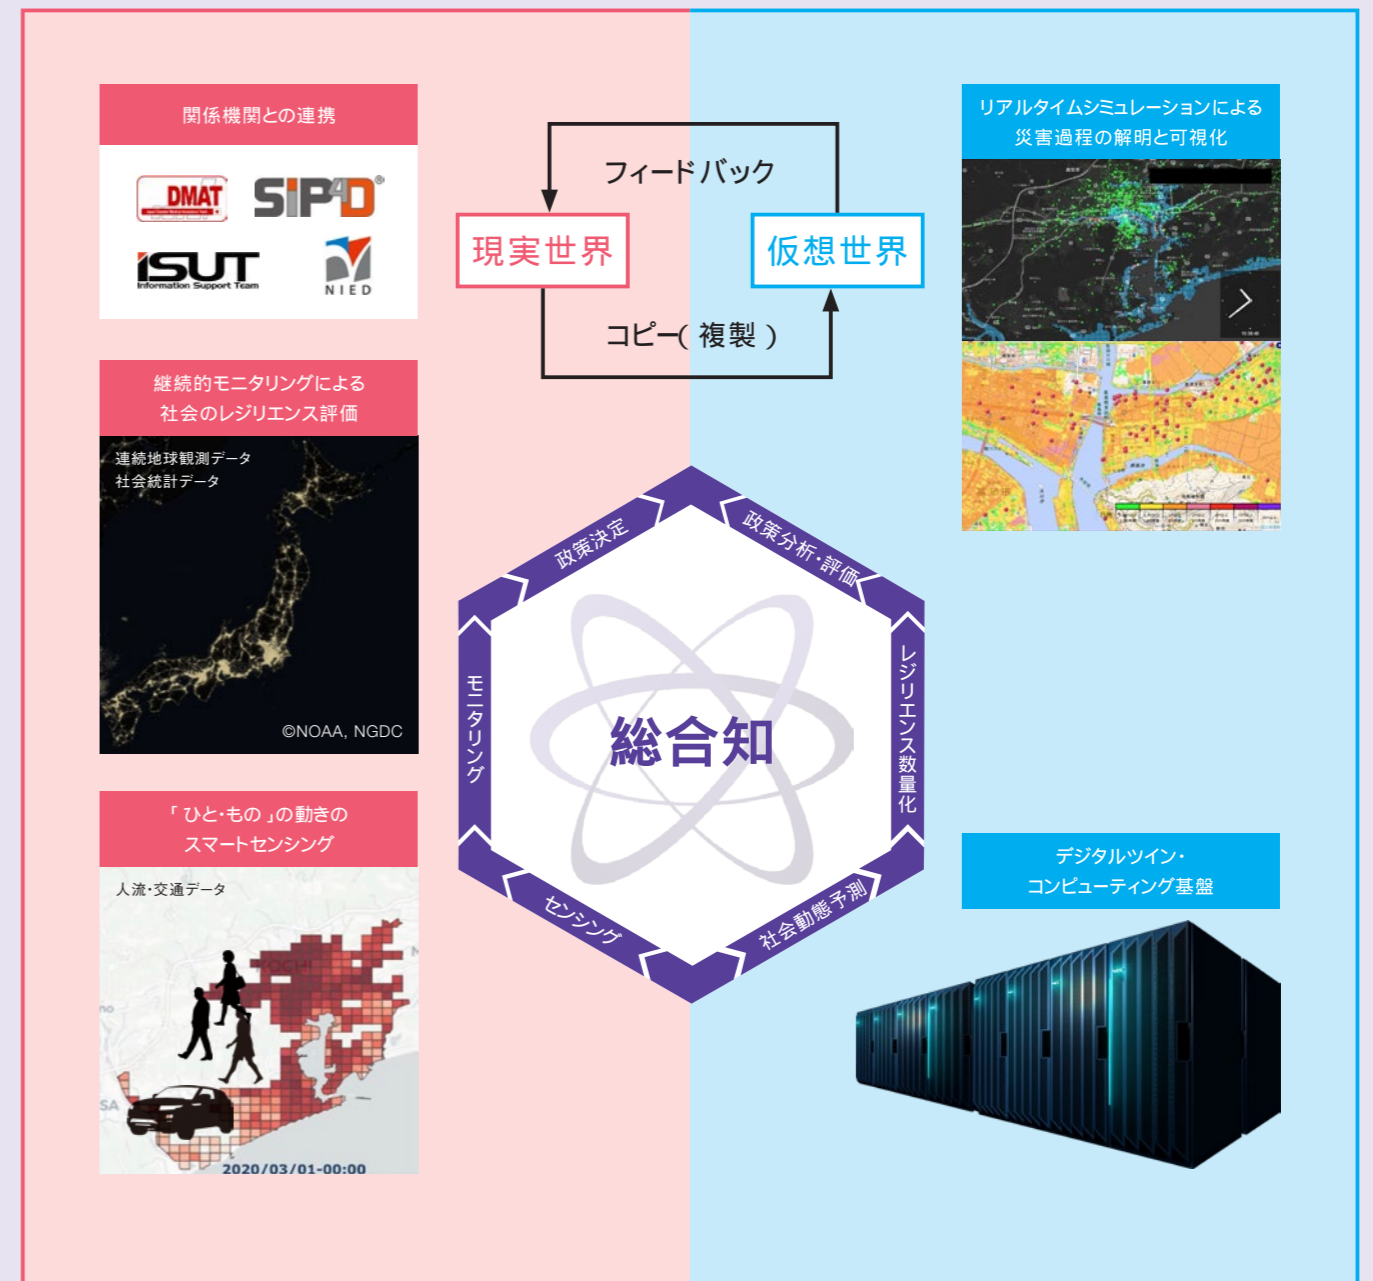 関係機関との連携
DMAT
SIP4D®
ISUT
Information Support Team
NIED
継続的モニタリングによる
社会のレジリエンス評価
連続地球観測データ
社会統計データ
©NOAA, NGDC
「ひと・もの」の動きの
スマートセンシング
人流・交通データ
KOCHI
SA
2020/03/01-00:00
フィードバック
現実世界
仮想世界
コピー(複製)
政策決定
政策分析・評価
モニタリング
レジリエンス数量化
総合知
センシング
社会動態予測
リアルタイムシミュレーションによる
災害過程の解明と可視化
デジタルツイン・
コンピューティング基盤